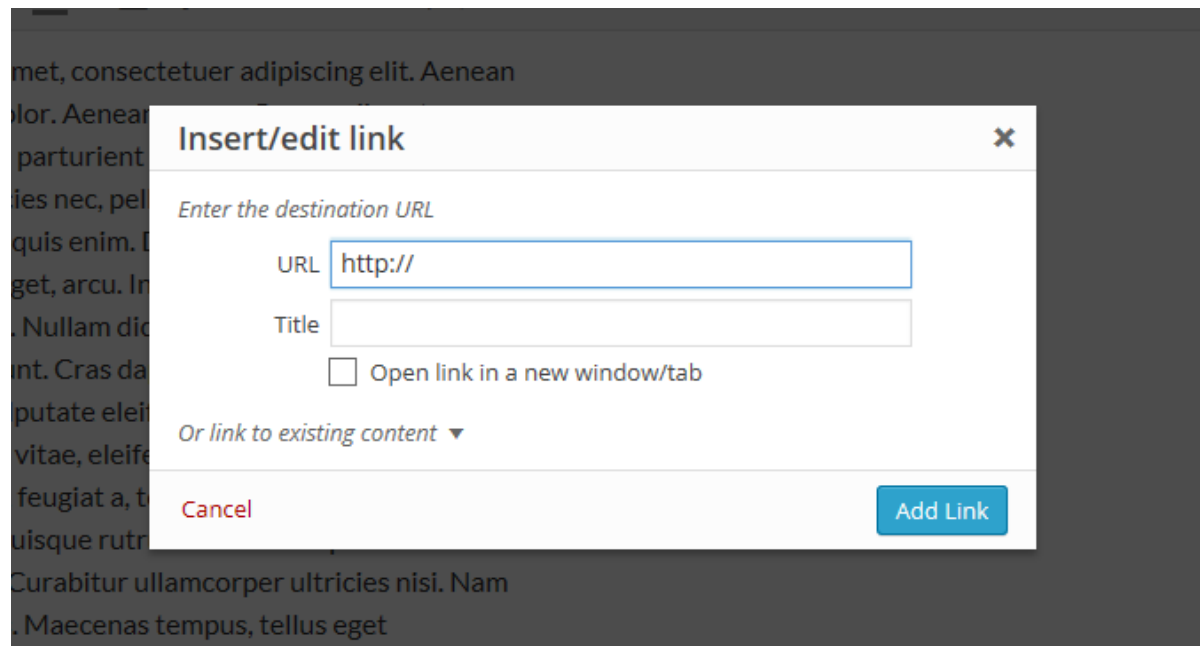 met, consectetuer adipiscing elit. Aenean
olor. Aenean
parturient
cies nec, pel
quis enim. D
get, arcu. In
. Nullam dic
unt. Cras da
lputate eleif
vitae, eleife
feugiat a, t
uisque rutr
Curabitur ullamcorper ultricies nisi. Nam
. Maecenas tempus, tellus eget
Insert/edit link
Enter the destination URL
URL http://
Title
Open link in a new window/tab
Or link to existing content
Cancel
Add Link